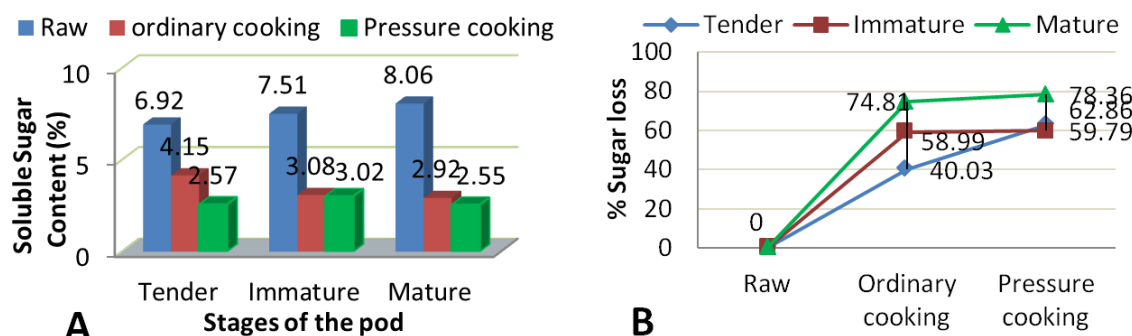 Raw ordinary cooking Pressure cooking
Soluble Sugar
Content (%)
10
5
0
6.92
4.15
2.57
7.51
3.08
3.02
8.06
2.92
2.55
Tender Immature Mature
Stages of the pod
A
Tender Immature Mature
% Sugar loss
100
80
60
40
20
0
0
74.81
58.99
40.03
78.36
62.86
59.79
Raw Ordinary cooking Pressure cooking
B